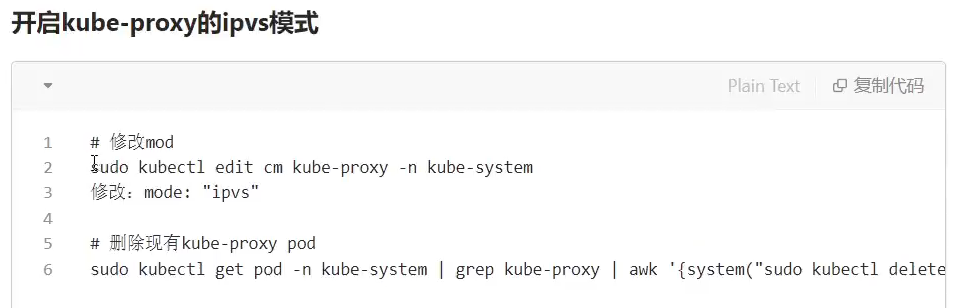 开启kube-proxy的ipvs模式
Plain Text 复制代码
1 # 修改mod
2 sudo kubectl edit cm kube-proxy -n kube-system
3 修改：mode: "ipvs"
4
5 # 删除现有kube-proxy pod
6 sudo kubectl get pod -n kube-system | grep kube-proxy | awk '{system("sudo kubectl delete